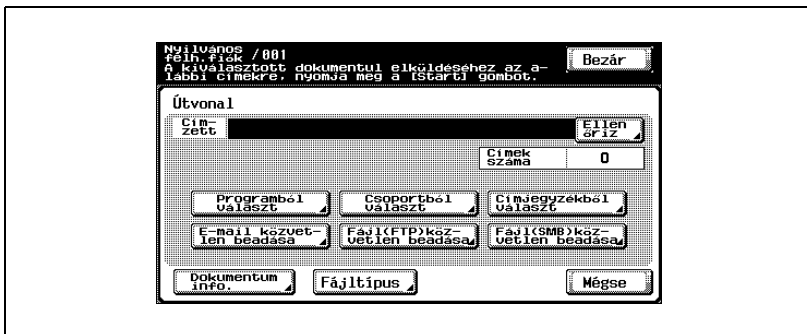 Nyilvános
felh.fiók /001
A kiválasztott dokumentul elküldéséhez az a-
lábbi címekre, nyomja meg a [Start] gombot.
Bezár
Útvonal
Cím-
zett
Ellen
őriz
Címek
száma
0
Programból
választ
Csoportból
választ
Címjegyzékből
választ
E-mail közvet-
len beadása
Fájl(FTP)köz-
vetlen beadása
Fájl(SMB)köz-
vetlen beadása
Dokumentum
info.
Fájltípus
Mégse